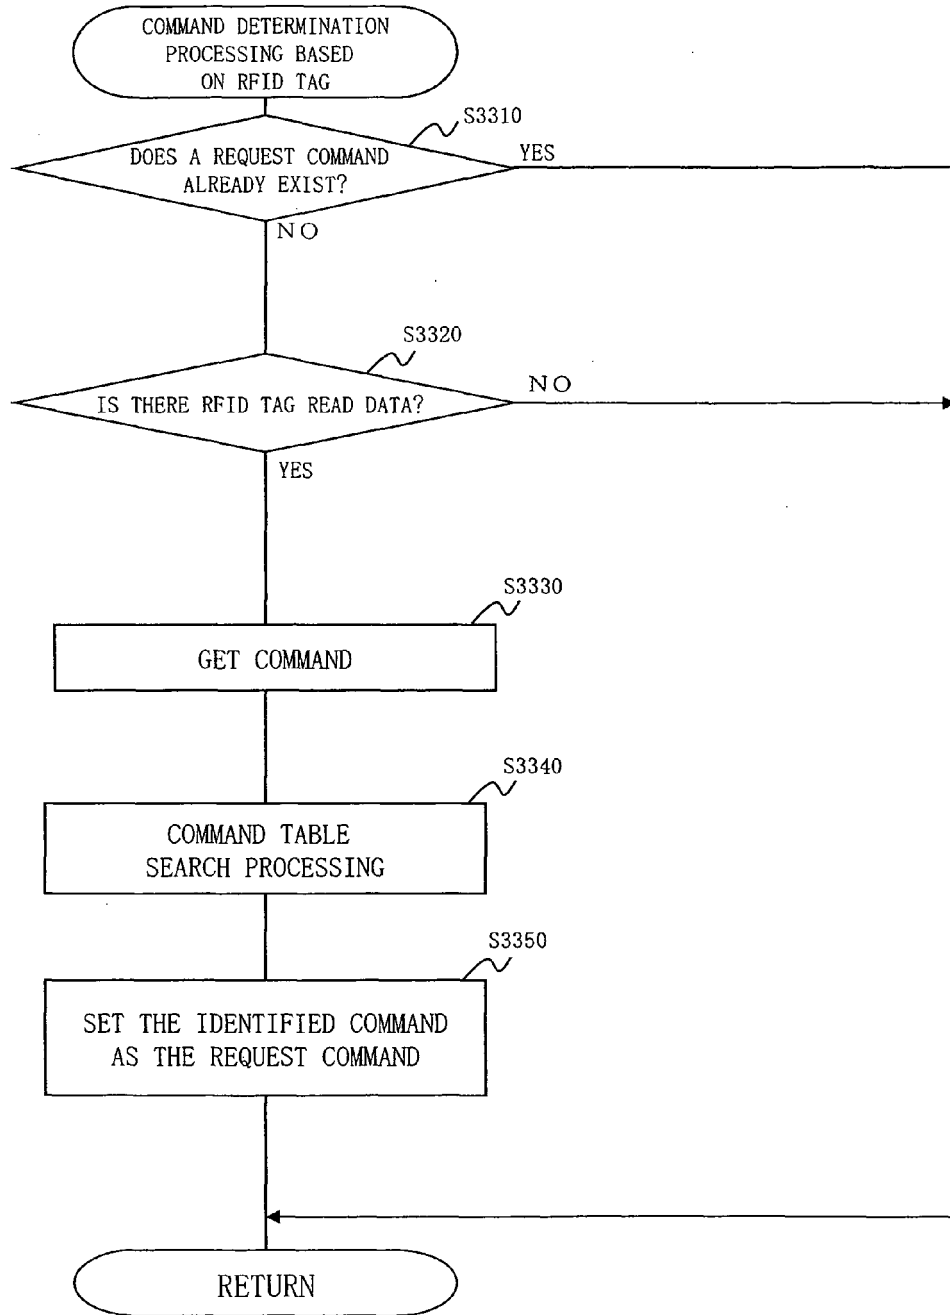 COMMAND DETERMINATION
PROCESSING BASED
ON RFID TAG
S3310
DOES A REQUEST COMMAND
ALREADY EXIST?
YES
NO
S3320
IS THERE RFID TAG READ DATA?
NO
YES
S3330
GET COMMAND
S3340
COMMAND TABLE
SEARCH PROCESSING
S3350
SET THE IDENTIFIED COMMAND
AS THE REQUEST COMMAND
RETURN